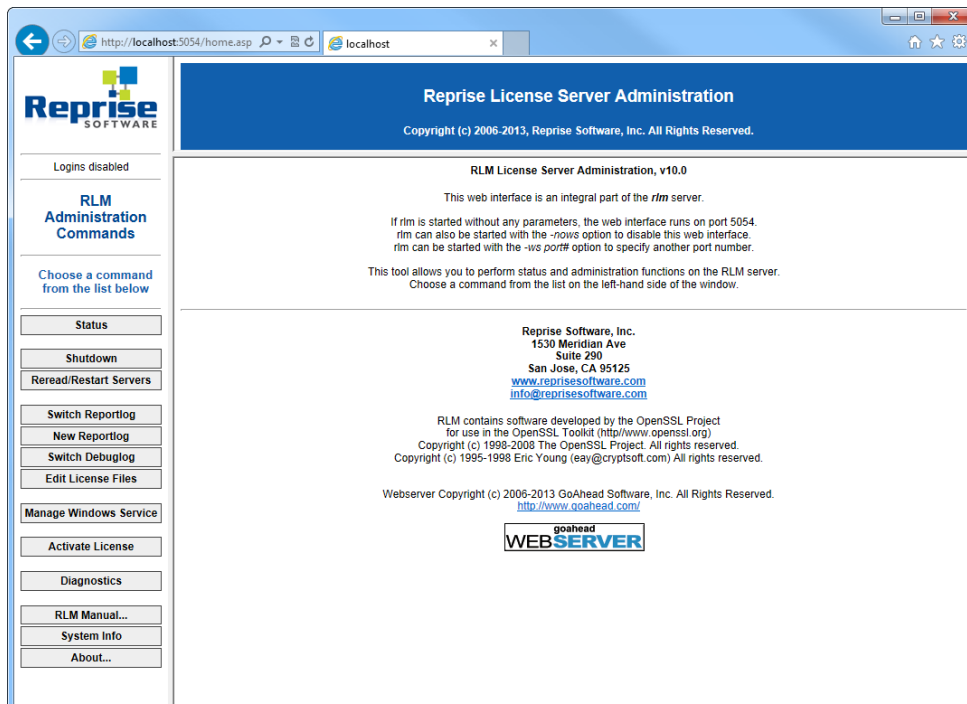 http://localhost:5054/home.asp
localhost
Reprise
SOFTWARE
Logins disabled
RLM
Administration
Commands
Choose a command
from the list below
Status
Shutdown
Reread/Restart Servers
Switch Reportlog
New Reportlog
Switch Debuglog
Edit License Files
Manage Windows Service
Activate License
Diagnostics
RLM Manual...
System Info
About...
Reprise License Server Administration
Copyright (c) 2006-2013, Reprise Software, Inc. All Rights Reserved.
RLM License Server Administration, v10.0
This web interface is an integral part of the rlm server.
If rlm is started without any parameters, the web interface runs on port 5054.
rlm can also be started with the -nows option to disable this web interface.
rlm can be started with the -ws port# option to specify another port number.
This tool allows you to perform status and administration functions on the RLM server.
Choose a command from the list on the left-hand side of the window.
Reprise Software, Inc.
1530 Meridian Ave
Suite 290
San Jose, CA 95125
www.reprisesoftware.com
info@reprisesoftware.com
RLM contains software developed by the OpenSSL Project
for use in the OpenSSL Toolkit (http//www.openssl.org)
Copyright (c) 1998-2008 The OpenSSL Project. All rights reserved.
Copyright (c) 1995-1998 Eric Young (eay@cryptsoft.com) All rights reserved.
Webserver Copyright (c) 2006-2013 GoAhead Software, Inc. All Rights Reserved.
http://www.goahead.com/
goahead
WEBSERVER